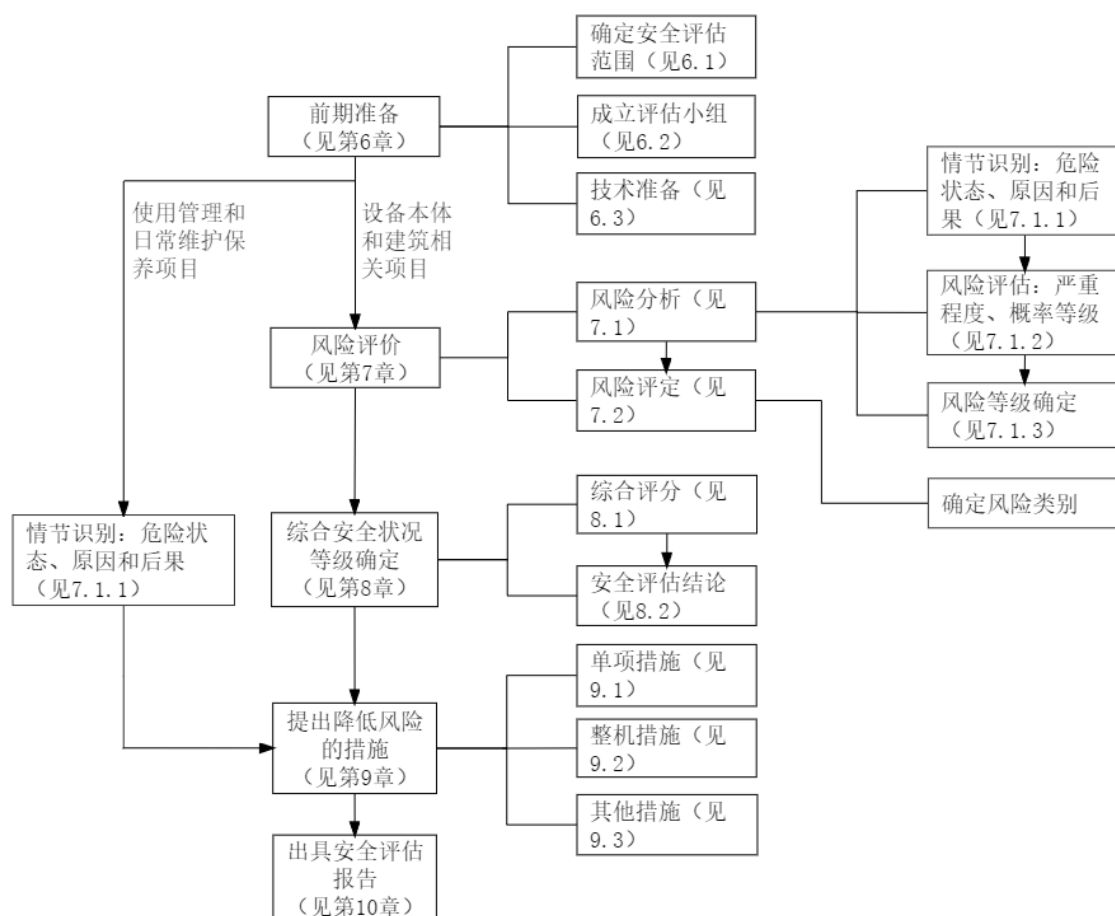 确定安全评估
范围（见6.1）
前期准备
（见第6章）
成立评估小组
（见6.2）
技术准备（见
6.3）
使用管理和
日常维护保
养项目
设备本体
和建筑相
关项目
情节识别：危险
状态、原因和后
果（见7.1.1）
风险分析（见
7.1）
风险评估：严重
程度、概率等级
（见7.1.2）
风险评价
（见第7章）
风险评定（见
7.2）
风险等级确定
（见7.1.3）
确定风险类别
综合评分（见
8.1）
情节识别：危险状
态、原因和后果
（见7.1.1）
综合安全状况
等级确定
（见第8章）
安全评估结论
（见8.2）
单项措施（见
9.1）
提出降低风险
的措施
（见第9章）
整机措施（见
9.2）
其他措施（见
9.3）
出具安全评估
报告
（见第10章）